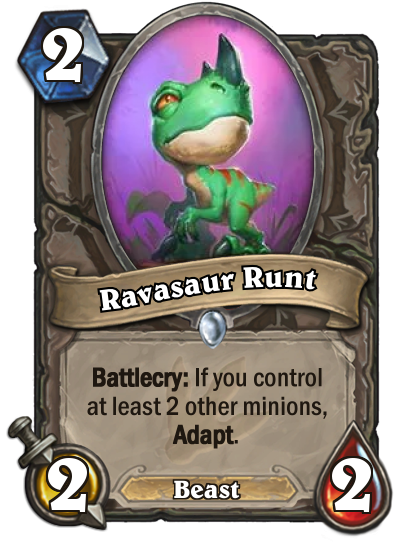 2
Ravasaur Runt
Battlecry: If you control
at least 2 other minions,
Adapt.
2
Beast
2